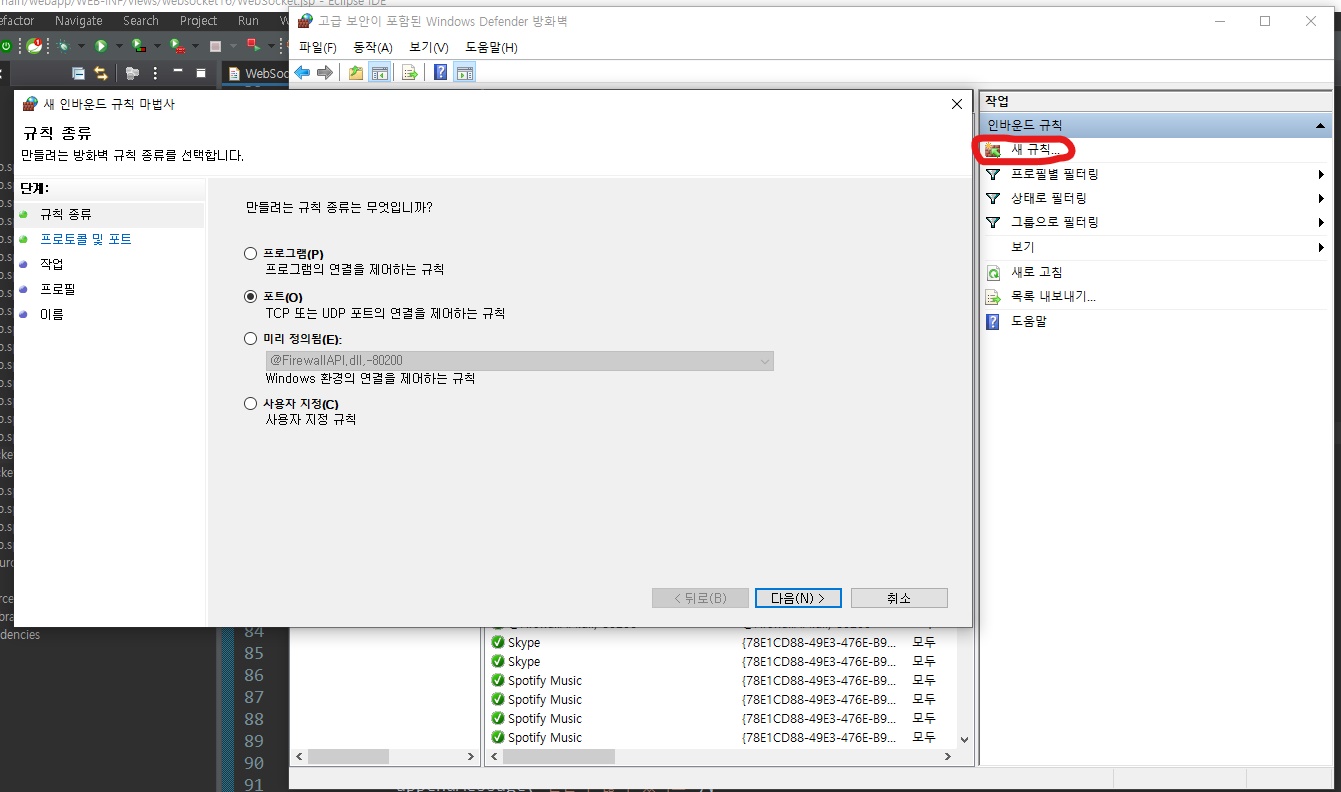 main/webapp/WEB-INF/views/websocket16/WebSocket.jsp - Eclipse IDE
efactor Navigate Search Project Run W
WebSoc
고급 보안이 포함된 Windows Defender 방화벽
파일(F) 동작(A) 보기(V) 도움말(H)
새 인바운드 규칙 마법사
규칙 종류
만들려는 방화벽 규칙 종류를 선택합니다.
단계:
규칙 종류
프로토콜 및 포트
작업
프로필
이름
만들려는 규칙 종류는 무엇입니까?
프로그램(P)
프로그램의 연결을 제어하는 규칙
포트(O)
TCP 또는 UDP 포트의 연결을 제어하는 규칙
미리 정의됨(E):
@FirewallAPI.dll,-80200
Windows 환경의 연결을 제어하는 규칙
사용자 지정(C)
사용자 지정 규칙
< 뒤로(B) 다음(N) > 취소
작업
인바운드 규칙
새 규칙...
프로필별 필터링
상태로 필터링
그룹으로 필터링
보기
새로 고침
목록 내보내기...
도움말
dencies
Skype {78E1CD88-49E3-476E-B9... 모두
Skype {78E1CD88-49E3-476E-B9... 모두
Spotify Music {78E1CD88-49E3-476E-B9... 모두
Spotify Music {78E1CD88-49E3-476E-B9... 모두
Spotify Music {78E1CD88-49E3-476E-B9... 모두
Spotify Music {78E1CD88-49E3-476E-B9... 모두
84
85
86
87
88
89
90
91